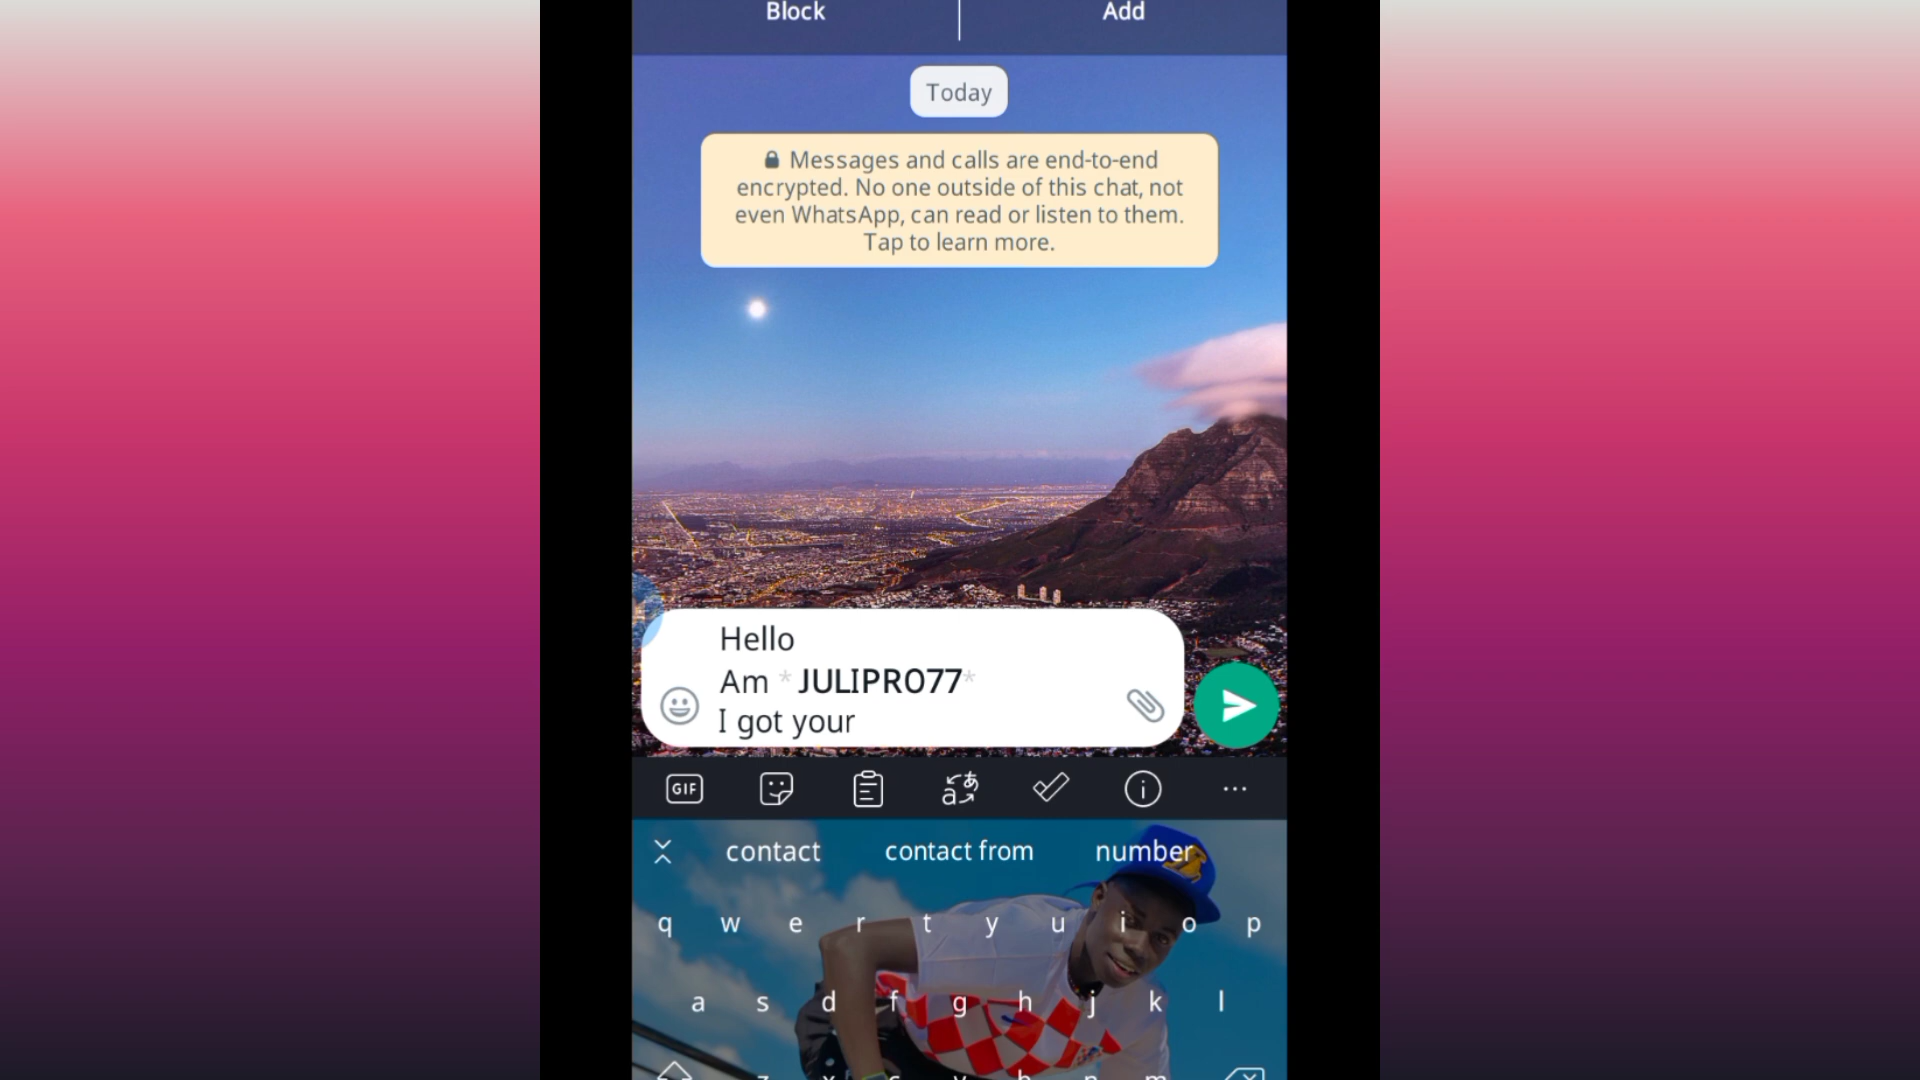 Block
Add
Today
Messages and calls are end-to-end
encrypted. No one outside of this chat, not
even WhatsApp, can read or listen to them.
Tap to learn more.
Hello
Am *JULIPRO77*
I got your
GIF
aあ
contact
contact from
number
q w e r t y u i o p
a s d f g h j k l
z x c v b n m